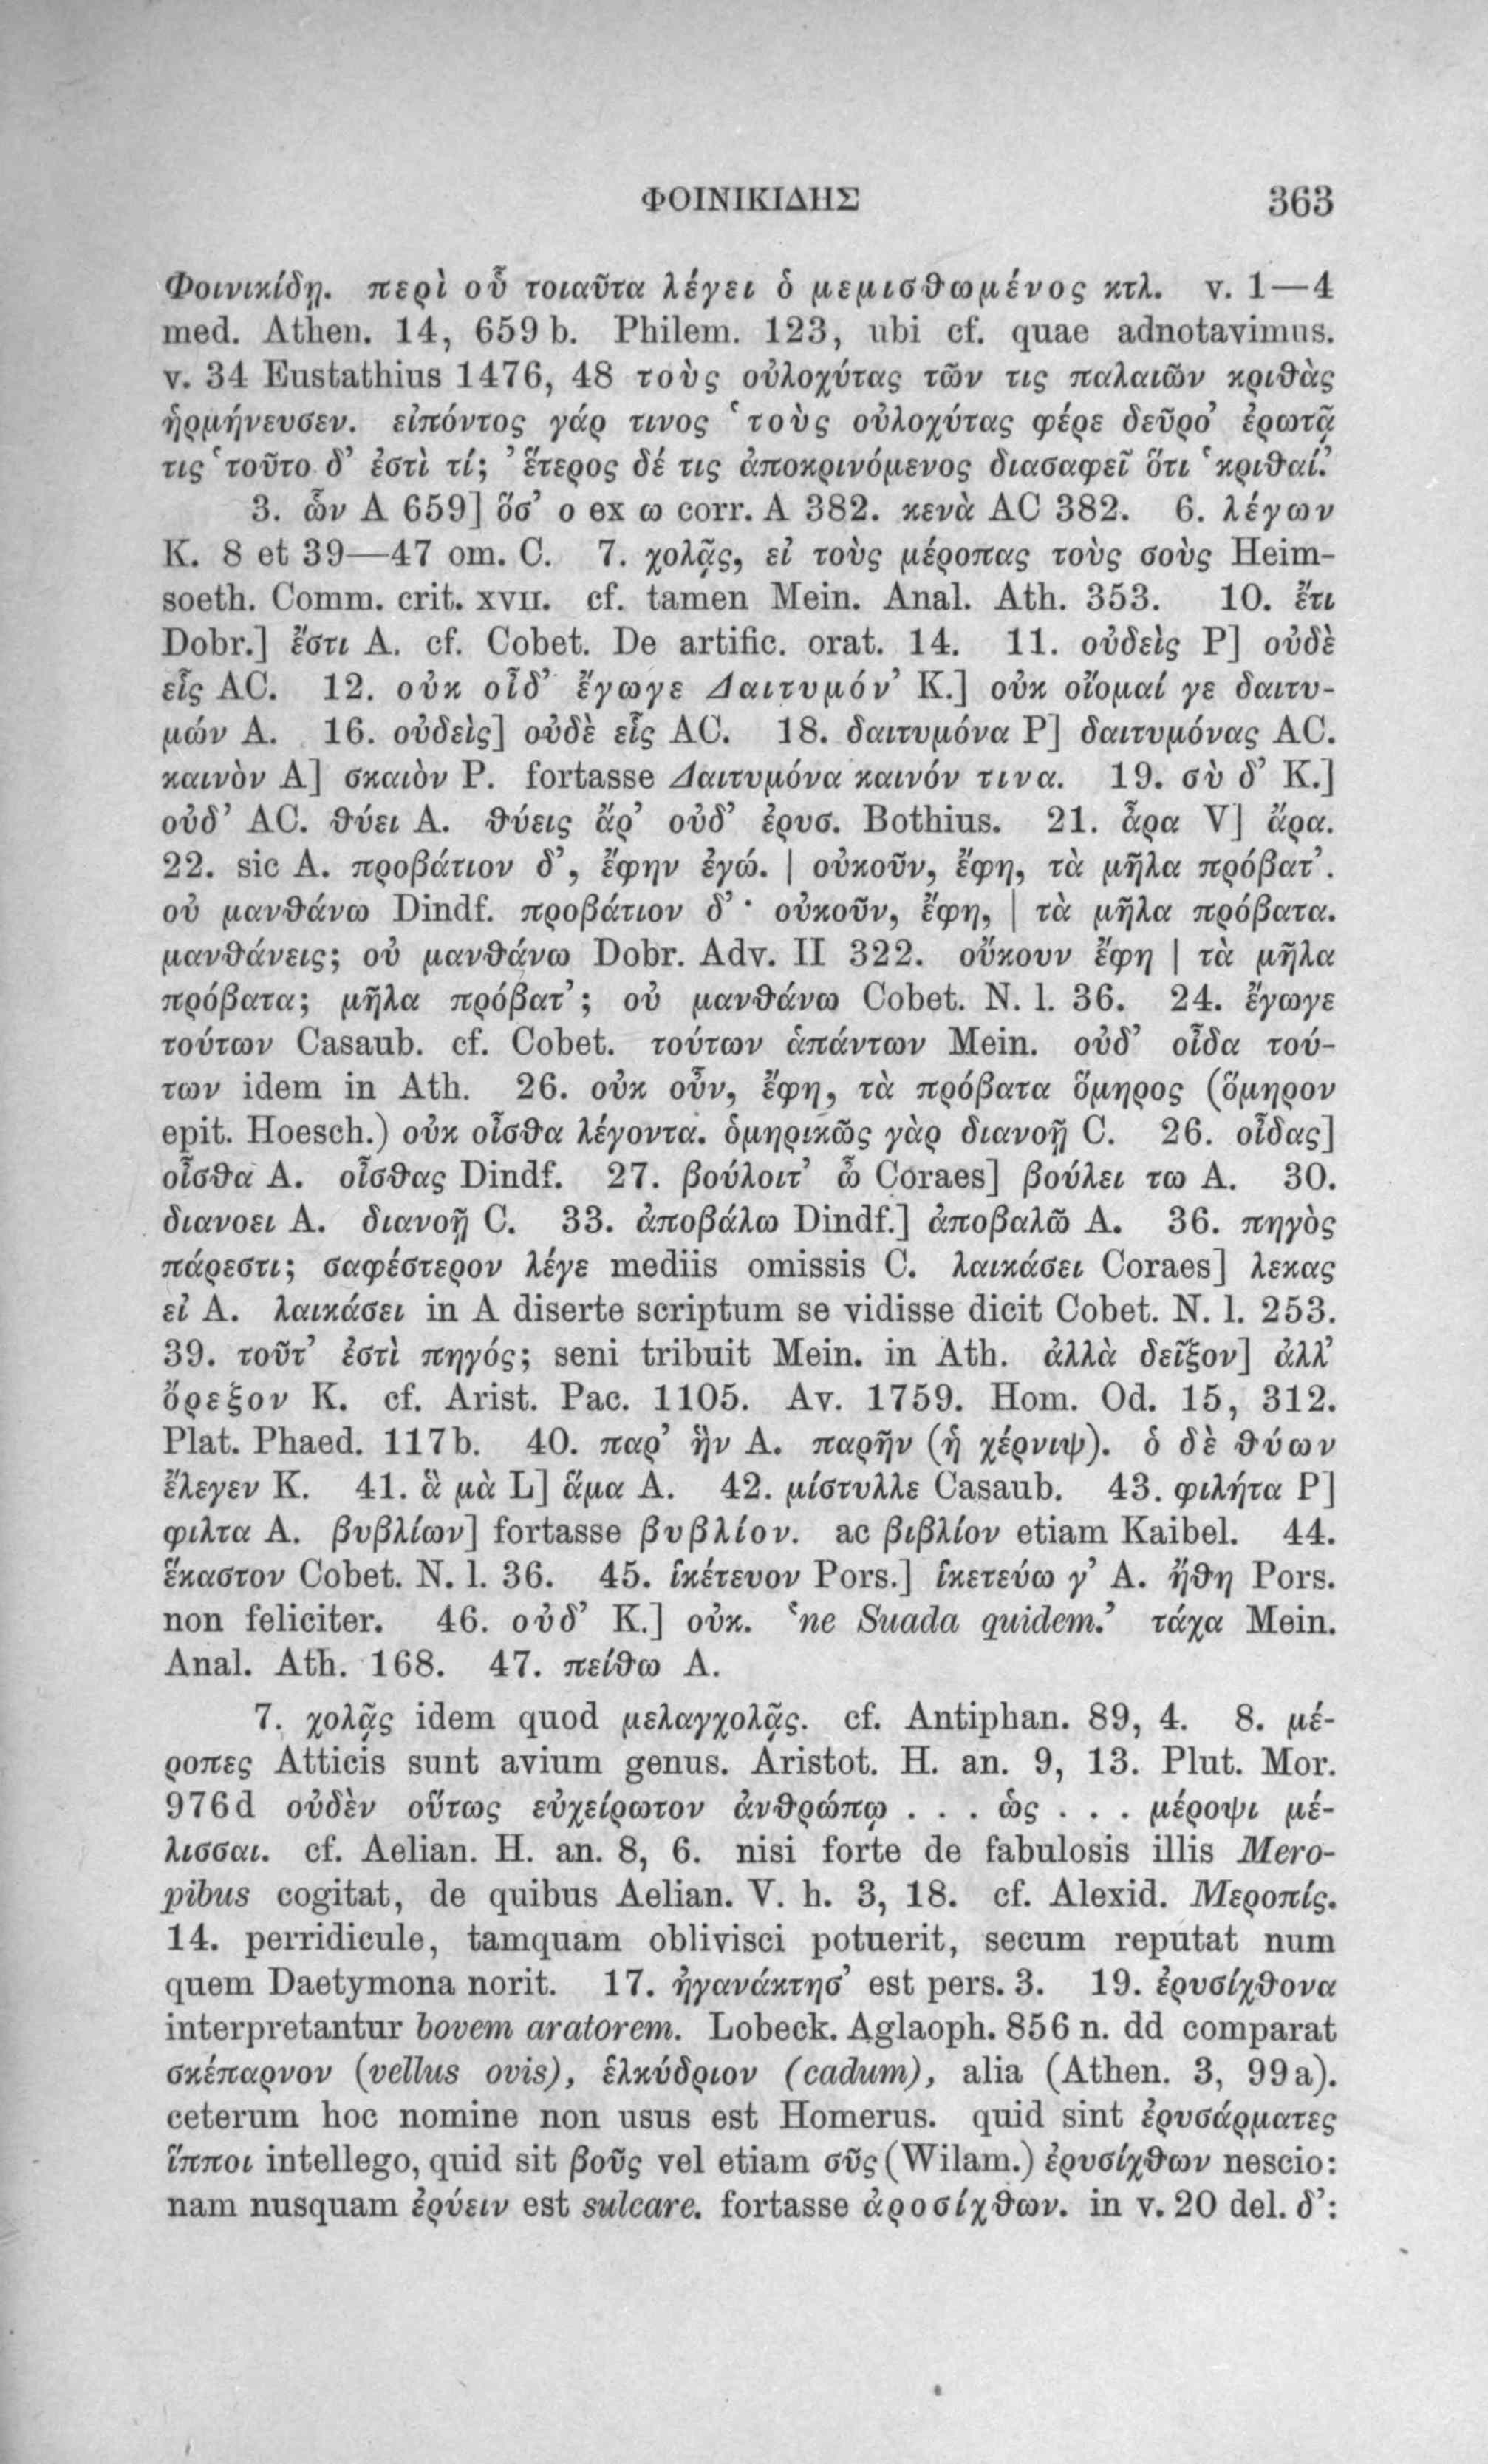 ΦΟΙΝΙΚΙΔΗΣ 363
Φοινικίδη. περὶ οὗ τοιαῦτα λέγει ὁ μεμισθωμένος κτλ. v. 1—4
med. Athen. 14, 659 b. Philem. 123, ubi cf. quae adnotavimus.
v. 34 Eustathius 1476, 48 τοὺς οὐλοχύτας τῶν τις παλαιῶν κριθὰς
ἡρμήνευσεν. εἰπόντος γάρ τινος ‘τοὺς οὐλοχύτας φέρε δεῦρο’ ἐρωτᾷ
τις ‘τοῦτο δ’ ἐστὶ τί; ’ ἕτερος δέ τις ἀποκρινόμενος διασαφεῖ ὅτι ‘κριθαί.’
3. ὧν A 659] ὅσ’ ο ex ω corr. A 382. κενὰ AC 382. 6. λέγων
K. 8 et 39—47 om. C. 7. χολᾷς, εἰ τοὺς μέροπας τοὺς σοὺς Heim-
soeth. Comm. crit. XVII. cf. tamen Mein. Anal. Ath. 353. 10. ἔτι
Dobr.] ἔστι A. cf. Cobet. De artific. orat. 14. 11. οὐδεὶς P] οὐδὲ
εἷς AC. 12. οὐκ οἶδ’ ἔγωγε Δαιτυμόν’ K.] οὐκ οἴομαί γε δαιτυ-
μών A. 16. οὐδεὶς] οὐδὲ εἷς AC. 18. δαιτυμόνα P] δαιτυμόνας AC.
καινὸν A] σκαιὸν P. fortasse Δαιτυμόνα καινόν τινα. 19. σὺ δ’ K.]
οὐδ’ AC. θύει A. θύεις ἄρ’ οὐδ’ ἐρυσ. Bothius. 21. ἆρα V] ἄρα.
22. sic A. προβάτιον δ’, ἔφην ἐγώ. | οὐκοῦν, ἔφη, τὰ μῆλα πρόβατ’.
οὐ μανθάνω Dindf. προβάτιον δ’· οὐκοῦν, ἔφη, | τὰ μῆλα πρόβατα.
μανθάνεις; οὐ μανθάνω Dobr. Adv. II 322. οὔκουν ἔφη | τὰ μῆλα
πρόβατα; μῆλα πρόβατ’; οὐ μανθάνω Cobet. N. l. 36. 24. ἔγωγε
τούτων Casaub. cf. Cobet. τούτων ἁπάντων Mein. οὐδ’ οἶδα τού-
των idem in Ath. 26. οὐκ οὖν, ἔφη, τὰ πρόβατα ὅμηρος (ὅμηρον
epit. Hoesch.) οὐκ οἶσθα λέγοντα. ὁμηρικῶς γὰρ διανοῇ C. 26. οἶδας]
οἶσθα A. οἶσθας Dindf. 27. βούλοιτ’ ὦ Coraes] βούλει τω A. 30.
διανοει A. διανοῇ C. 33. ἀποβάλω Dindf.] ἀποβαλῶ A. 36. πηγὸς
πάρεστι; σαφέστερον λέγε mediis omissis C. λαικάσει Coraes] λεκας
εἰ A. λαικάσει in A diserte scriptum se vidisse dicit Cobet. N. l. 253.
39. τοῦτ’ ἐστὶ πηγός; seni tribuit Mein. in Ath. ἀλλὰ δεῖξον] ἀλλ’
ὄρεξον K. cf. Arist. Pac. 1105. Av. 1759. Hom. Od. 15, 312.
Plat. Phaed. 117b. 40. παρ’ ἣν A. παρῆν (ἡ χέρνιψ). ὁ δὲ θύων
ἔλεγεν K. 41. ἃ μὰ L] ἅμα A. 42. μίστυλλε Casaub. 43. φιλήτα P]
φιλτα A. βυβλίων] fortasse βυβλίον. ac βιβλίον etiam Kaibel. 44.
ἕκαστον Cobet. N. l. 36. 45. ἱκέτευον Pors.] ἱκετεύω γ’ A. ἤθη Pors.
non feliciter. 46. οὐδ’ K.] οὐκ. ‘ne Suada quidem.’ τάχα Mein.
Anal. Ath. 168. 47. πείθω A.
7. χολᾷς idem quod μελαγχολᾷς. cf. Antiphan. 89, 4. 8. μέ-
ροπες Atticis sunt avium genus. Aristot. H. an. 9, 13. Plut. Mor.
976d οὐδὲν οὕτως εὐχείρωτον ἀνθρώπῳ . . . ὡς . . . μέροψι μέ-
λισσαι. cf. Aelian. H. an. 8, 6. nisi forte de fabulosis illis Mero-
pibus cogitat, de quibus Aelian. V. h. 3, 18. cf. Alexid. Μεροπίς.
14. perridicule, tamquam oblivisci potuerit, secum reputat num
quem Daetymona norit. 17. ἠγανάκτησ’ est pers. 3. 19. ἐρυσίχθονα
interpretantur bovem aratorem. Lobeck. Aglaoph. 856 n. dd comparat
σκέπαρνον (vellus ovis), ἑλκύδριον (cadum), alia (Athen. 3, 99a).
ceterum hoc nomine non usus est Homerus. quid sint ἐρυσάρματες
ἵπποι intellego, quid sit βοῦς vel etiam σῦς (Wilam.) ἐρυσίχθων nescio:
nam nusquam ἐρύειν est sulcare. fortasse ἀροσίχθων. in v. 20 del. δ’: